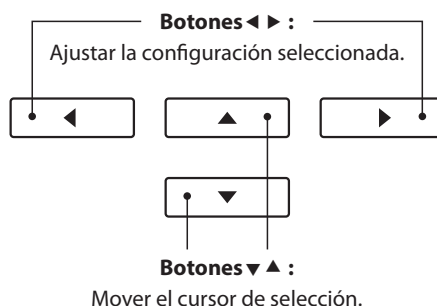 Botones ◀ ▶ :
Ajustar la configuración seleccionada.
Botones ▼ ▲ :
Mover el cursor de selección.